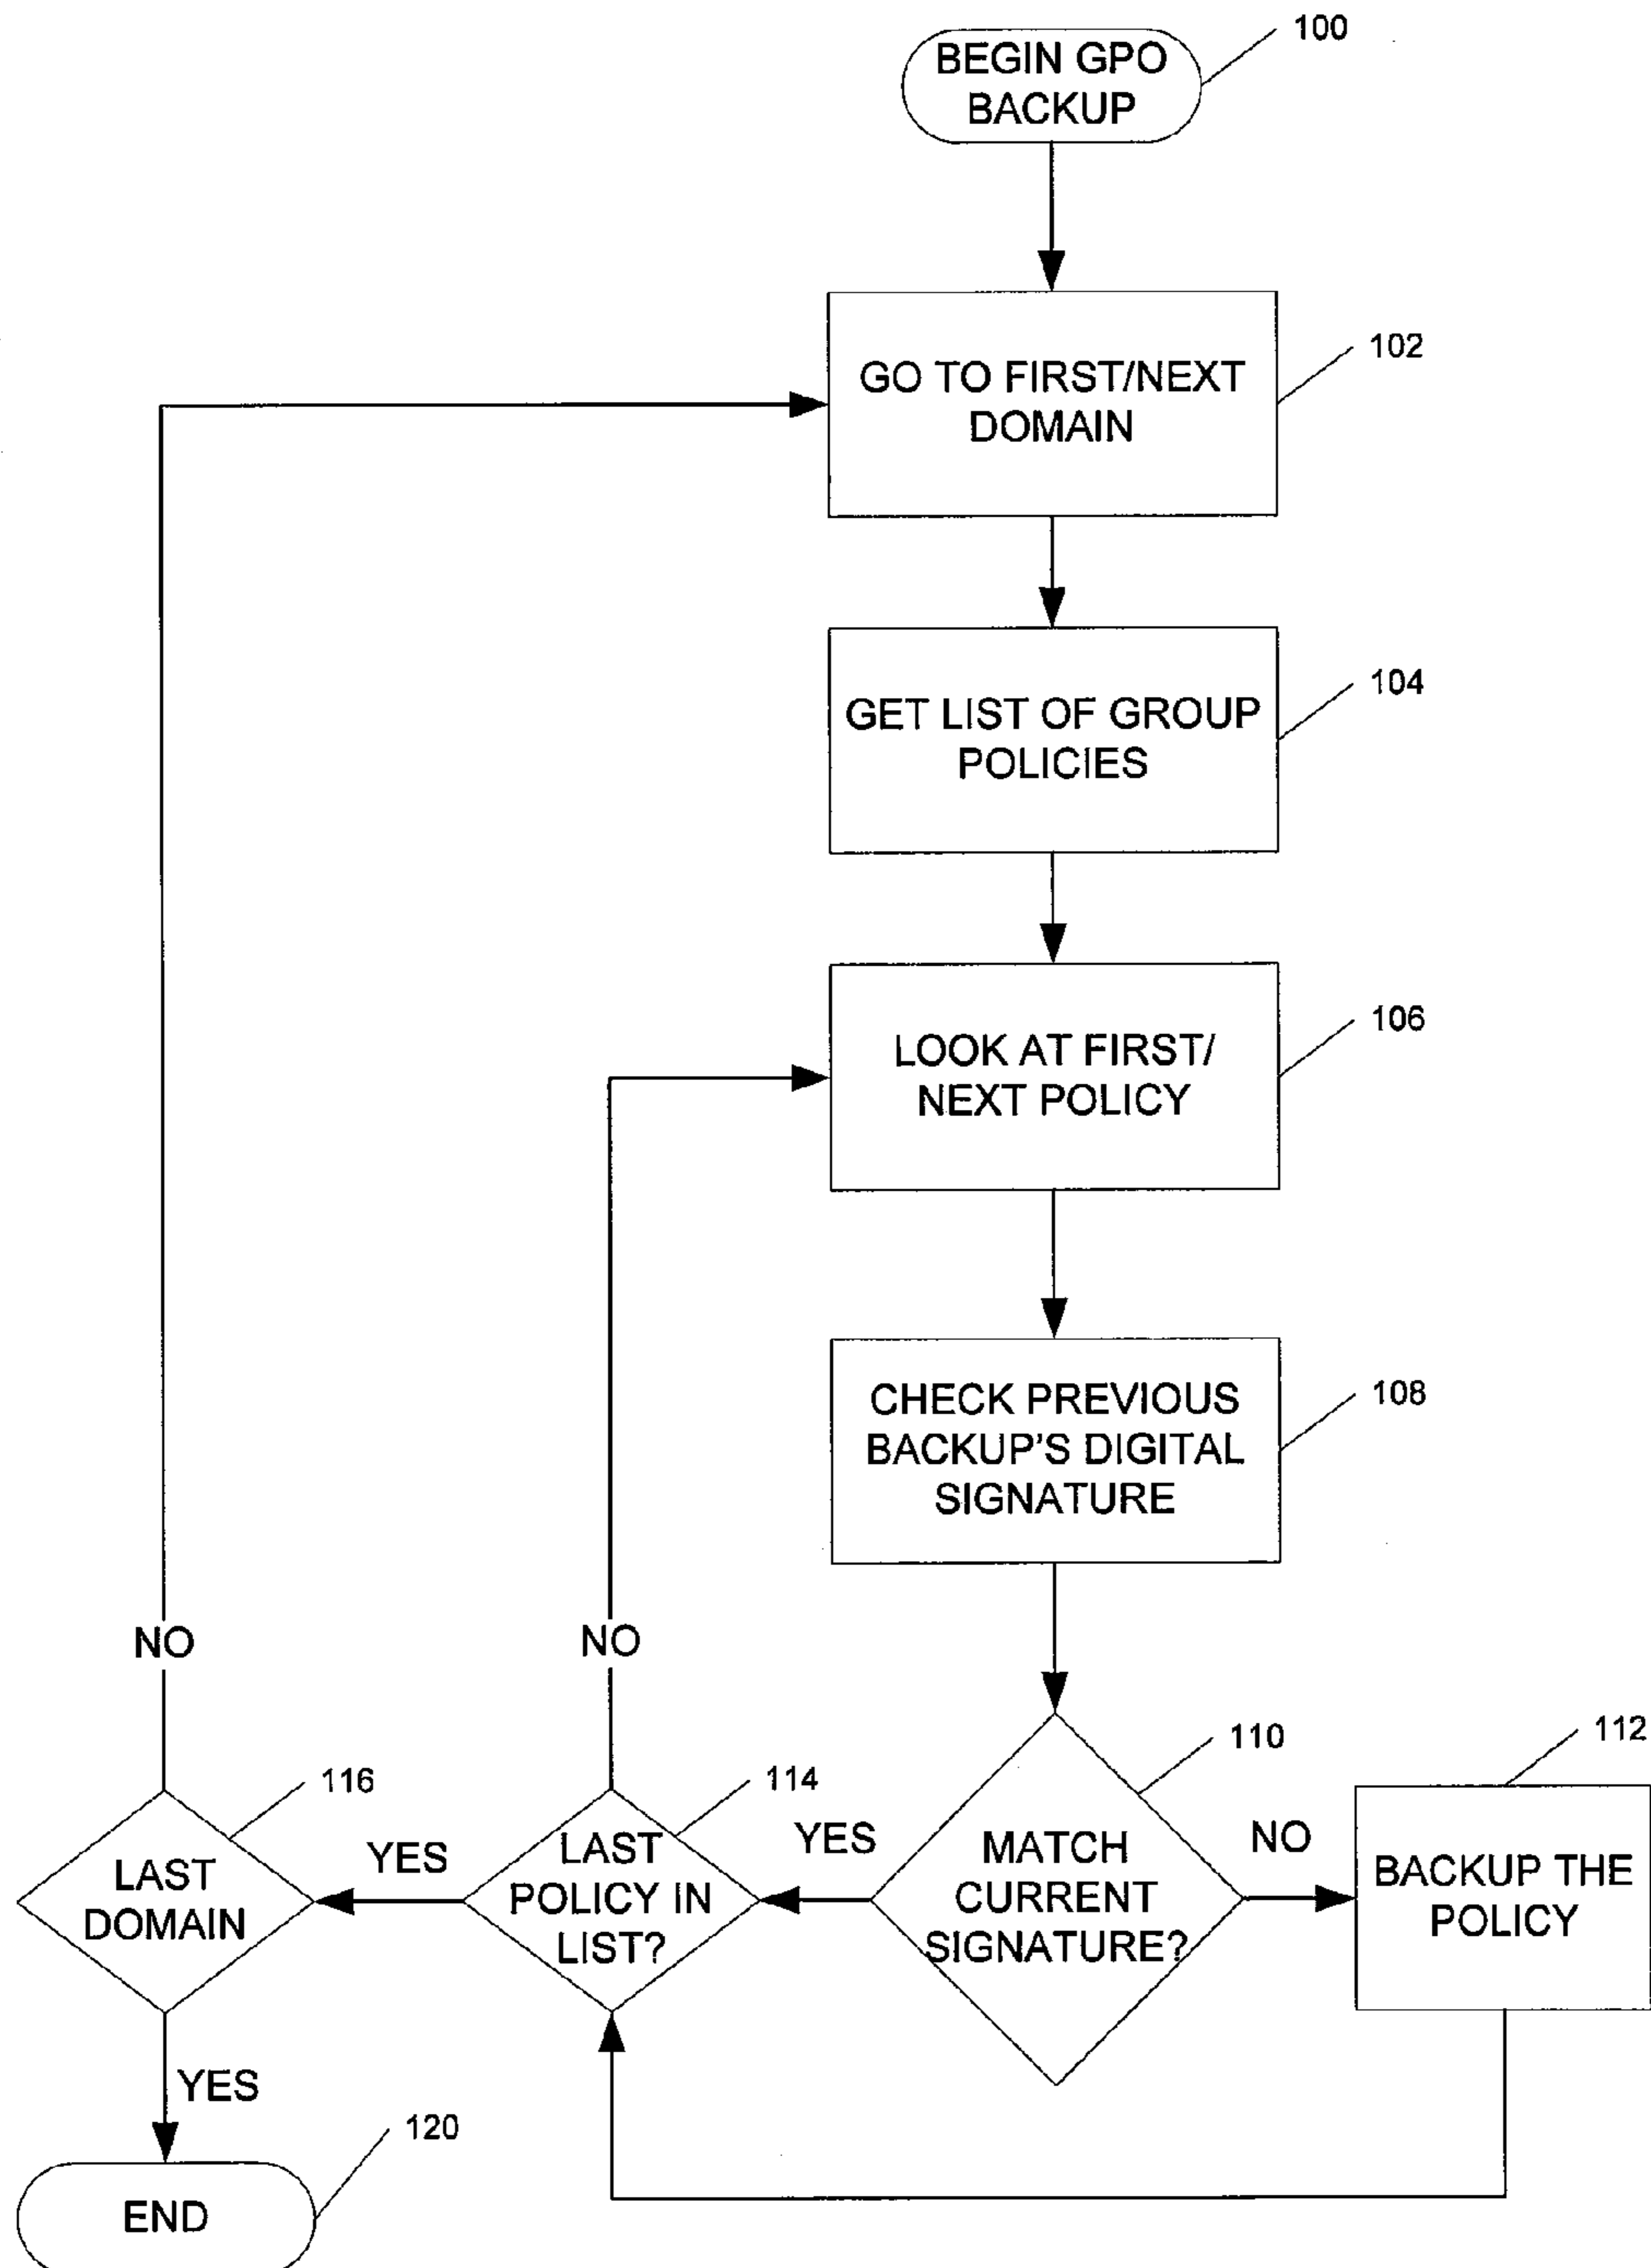 BEGIN GPO
BACKUP
100
GO TO FIRST/NEXT
DOMAIN
102
GET LIST OF GROUP
POLICIES
104
LOOK AT FIRST/
NEXT POLICY
106
CHECK PREVIOUS
BACKUP'S DIGITAL
SIGNATURE
108
NO
NO
116
LAST
DOMAIN
YES
114
LAST
POLICY IN
LIST?
YES
110
MATCH
CURRENT
SIGNATURE?
NO
112
BACKUP THE
POLICY
YES
120
END